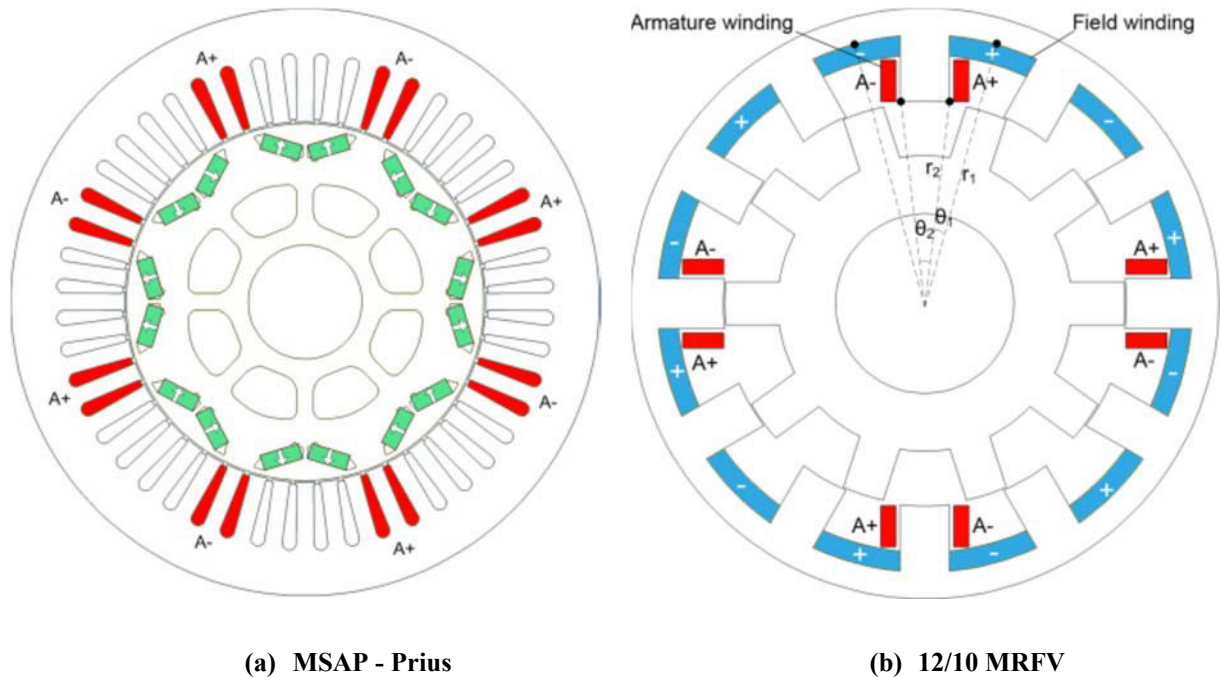 A+
A-
A-
A+
A+
A-
A-
A+
Armature winding
Field winding
-
+
A-
A+
+
-
r₂
r₁
θ₁
θ₂
-
+
A-
A+
A+
A-
+
-
-
+
A+
A-
+
-
(a) MSAP - Prius
(b) 12/10 MRFV